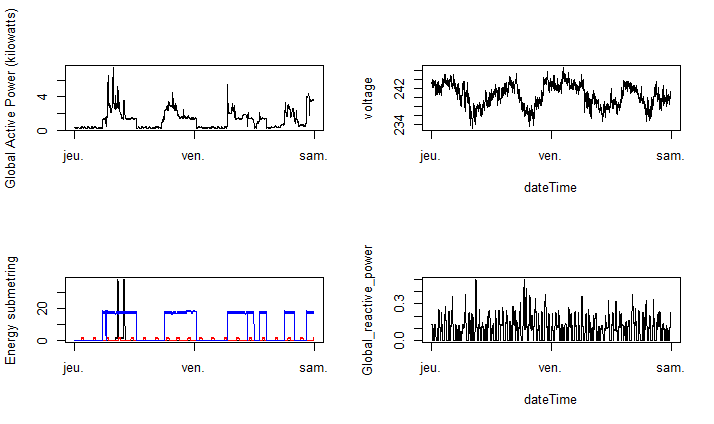 Global Active Power (kilowatts)
4
0
jeu.
ven.
sam.
voltage
242
234
jeu.
ven.
sam.
dateTime
Energy submetring
20
0
jeu.
ven.
sam.
Global_reactive_power
0.3
0.0
jeu.
ven.
sam.
dateTime